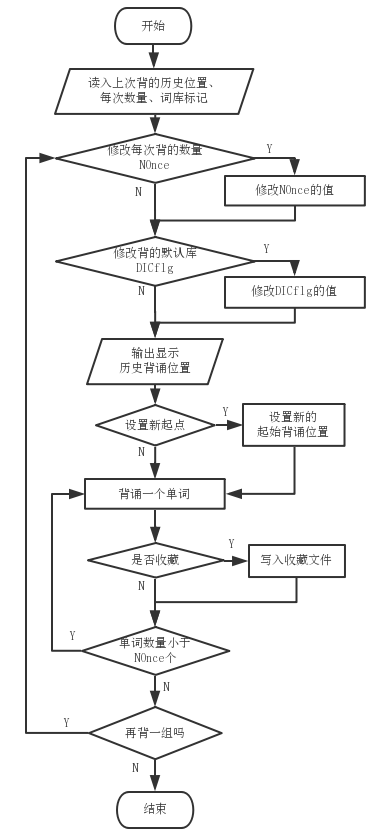 开始
读入上次背的历史位置、
每次数量、词库标记
修改每次背的数量
NOnce
Y
N
修改NOnce的值
修改背的默认库
DICflg
Y
N
修改DICflg的值
输出显示
历史背诵位置
设置新起点
Y
N
设置新的
起始背诵位置
背诵一个单词
是否收藏
Y
N
写入收藏文件
单词数量小于
NOnce个
Y
N
再背一组吗
Y
N
结束